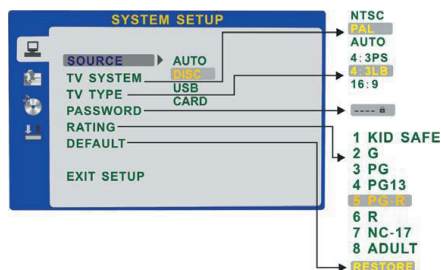 SYSTEM SETUP
SOURCE
AUTO
TV SYSTEM
DISC
TV TYPE
USB
PASSWORD
CARD
RATING
DEFAULT
EXIT SETUP
NTSC
PAL
AUTO
4:3PS
4:3LB
16:9
----
1 KID SAFE
2 G
3 PG
4 PG13
5 PG-R
6 R
7 NC-17
8 ADULT
RESTORE